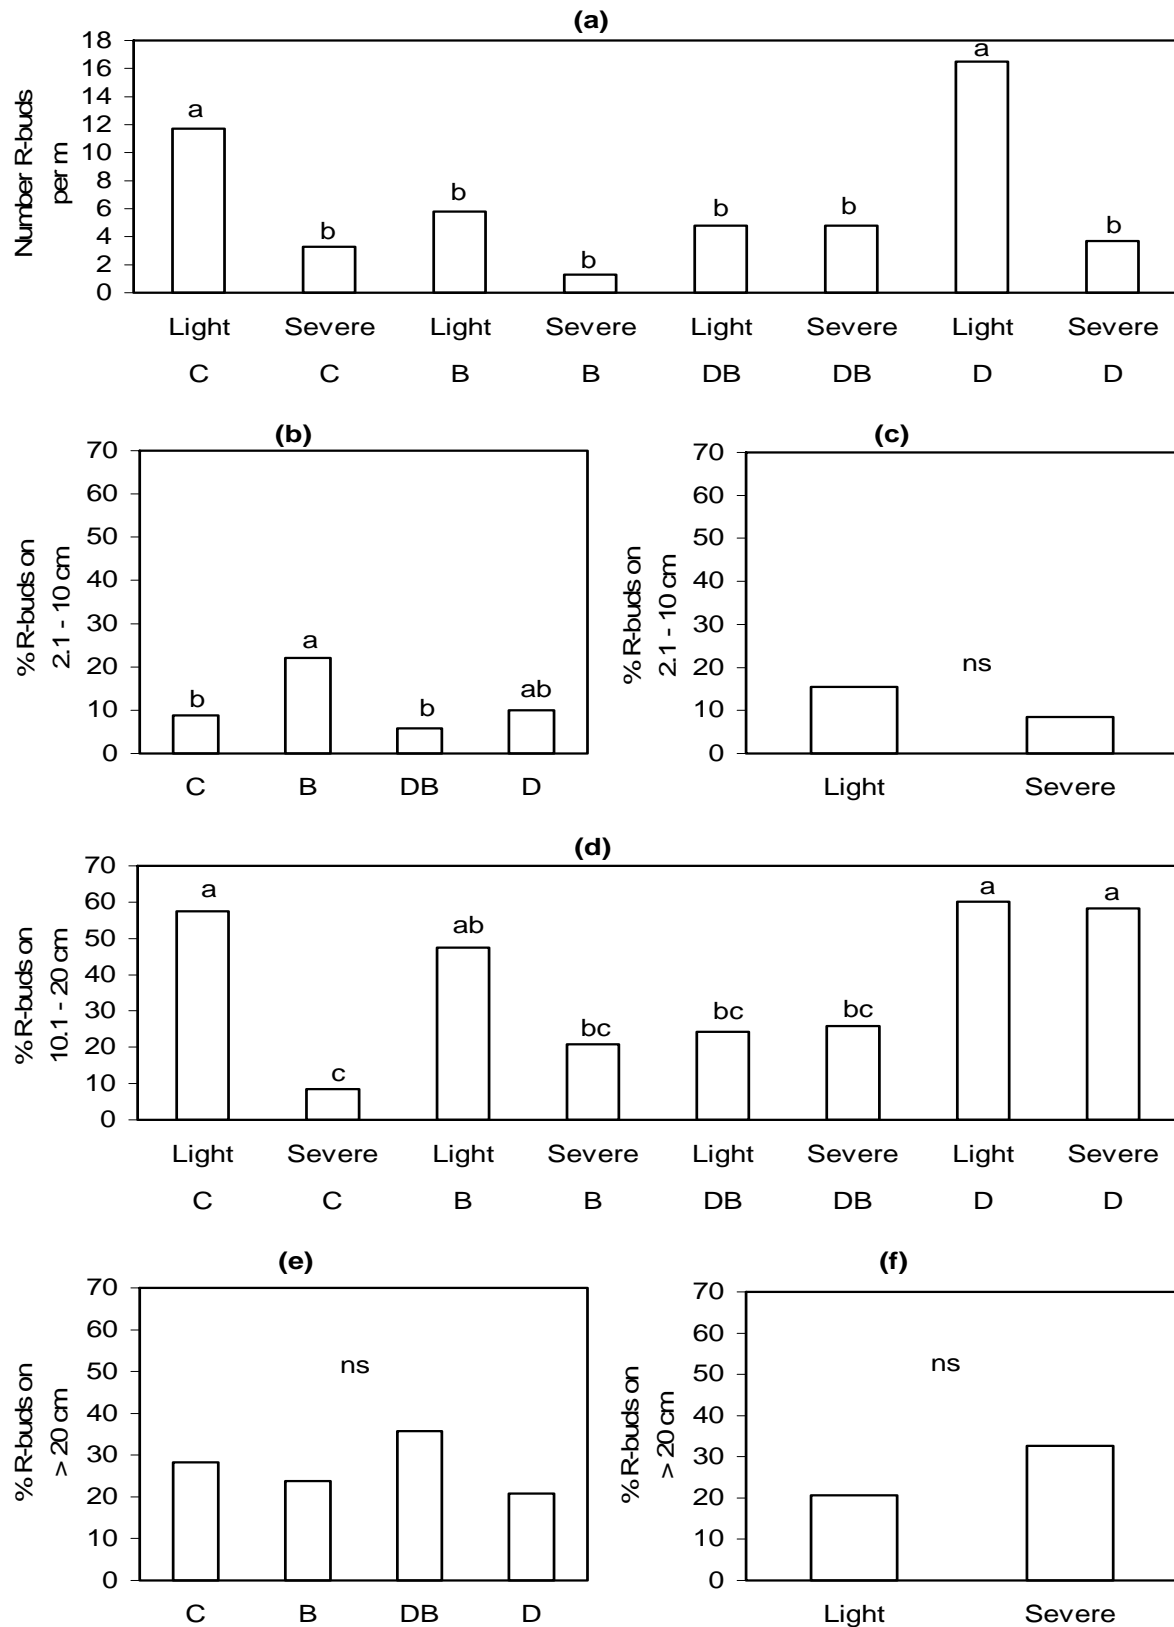 (a)
Number R-buds
per m
18
16
14
12
10
8
6
4
2
0
a
b
b
b
b
b
a
b
Light Severe Light Severe Light Severe Light Severe
C C B B DB DB D D
(b)
% R-buds on
2.1 - 10 cm
70
60
50
40
30
20
10
0
b
a
b
ab
C B DB D
(c)
% R-buds on
2.1 - 10 cm
70
60
50
40
30
20
10
0
ns
Light Severe
(d)
% R-buds on
10.1 - 20 cm
70
60
50
40
30
20
10
0
a
c
ab
bc
bc
bc
a
a
Light Severe Light Severe Light Severe Light Severe
C C B B DB DB D D
(e)
% R-buds on
> 20 cm
70
60
50
40
30
20
10
0
ns
C B DB D
(f)
% R-buds on
> 20 cm
70
60
50
40
30
20
10
0
ns
Light Severe